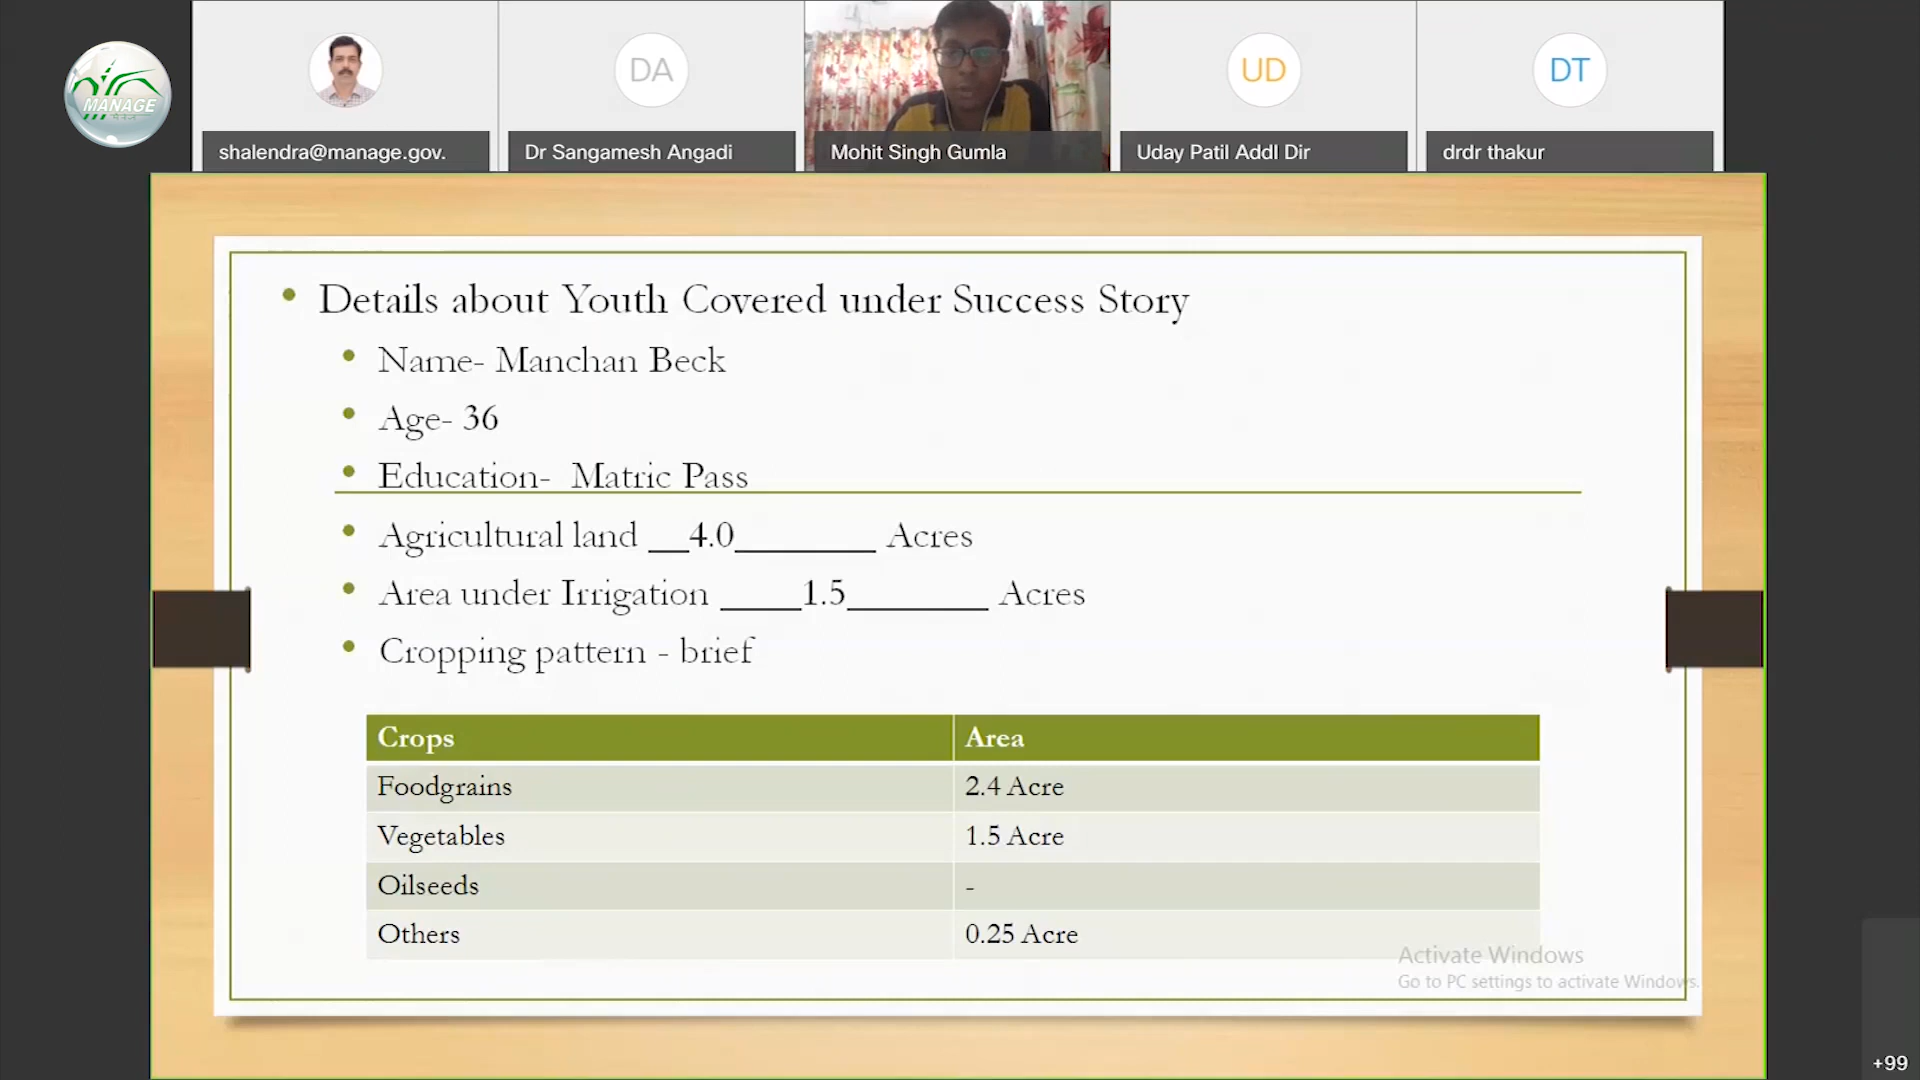 MANAGE
DA
UD
DT
shalendra@manage.gov.
Dr Sangamesh Angadi
Mohit Singh Gumla
Uday Patil Addl Dir
drdr thakur
• Details about Youth Covered under Success Story
• Name- Manchan Beck
• Age- 36
• Education- Matric Pass
• Agricultural land __4.0_______ Acres
• Area under Irrigation ____1.5_______ Acres
• Cropping pattern - brief
Crops Area
Foodgrains 2.4 Acre
Vegetables 1.5 Acre
Oilseeds -
Others 0.25 Acre
Activate Windows
Go to PC settings to activate Windows.
+99